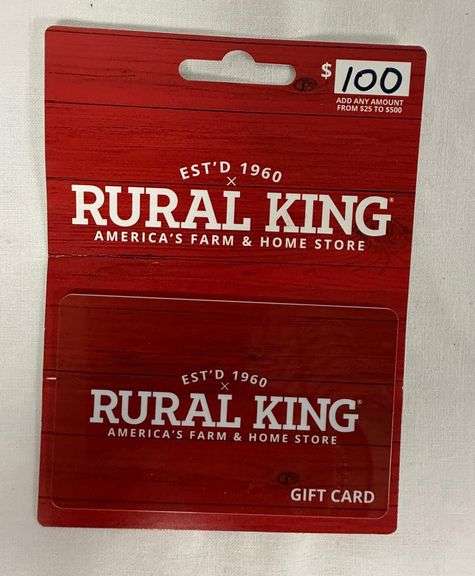 $ 100
ADD ANY AMOUNT
FROM $25 TO $500
EST'D 1960
×
RURAL KING®
AMERICA'S FARM & HOME STORE
EST'D 1960
×
RURAL KING®
AMERICA'S FARM & HOME STORE
GIFT CARD